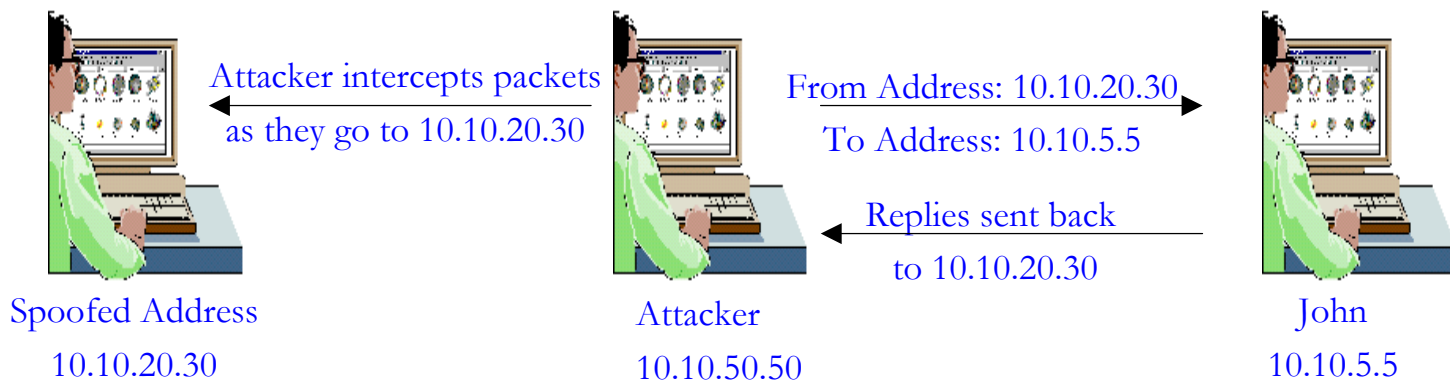 Attacker intercepts packets
as they go to 10.10.20.30
From Address: 10.10.20.30
To Address: 10.10.5.5
Replies sent back
to 10.10.20.30
Spoofed Address
10.10.20.30
Attacker
10.10.50.50
John
10.10.5.5